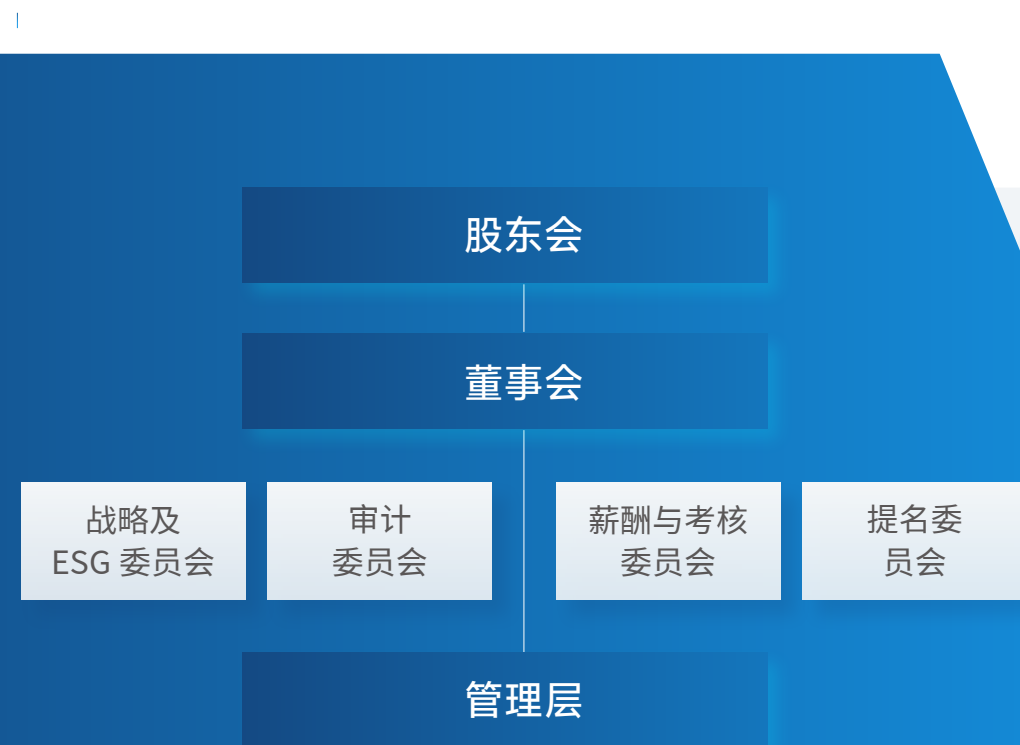 股东会
董事会
战略及
ESG 委员会
审计
委员会
薪酬与考核
委员会
提名委
员会
管理层